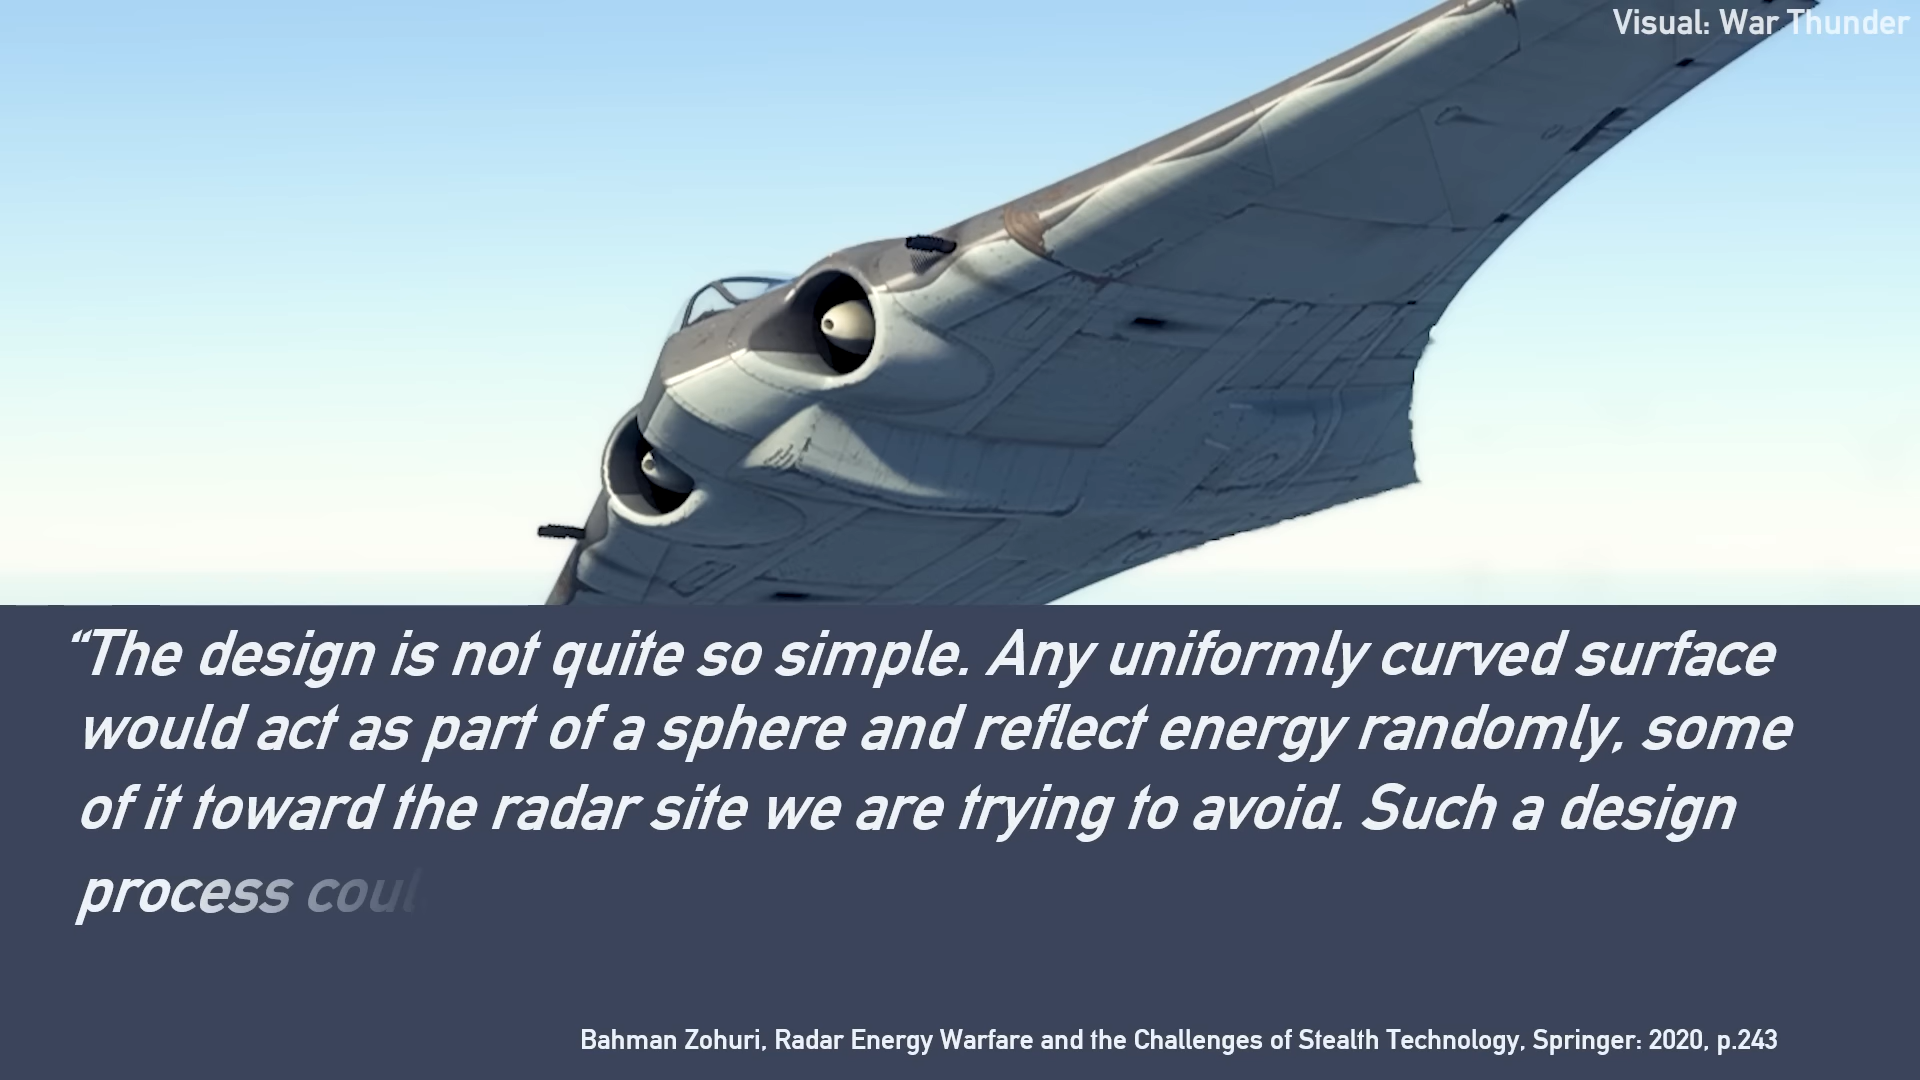 Visual: War Thunder
“The design is not quite so simple. Any uniformly curved surface
would act as part of a sphere and reflect energy randomly, some
of it toward the radar site we are trying to avoid. Such a design
process coul
Bahman Zohuri, Radar Energy Warfare and the Challenges of Stealth Technology, Springer: 2020, p.243